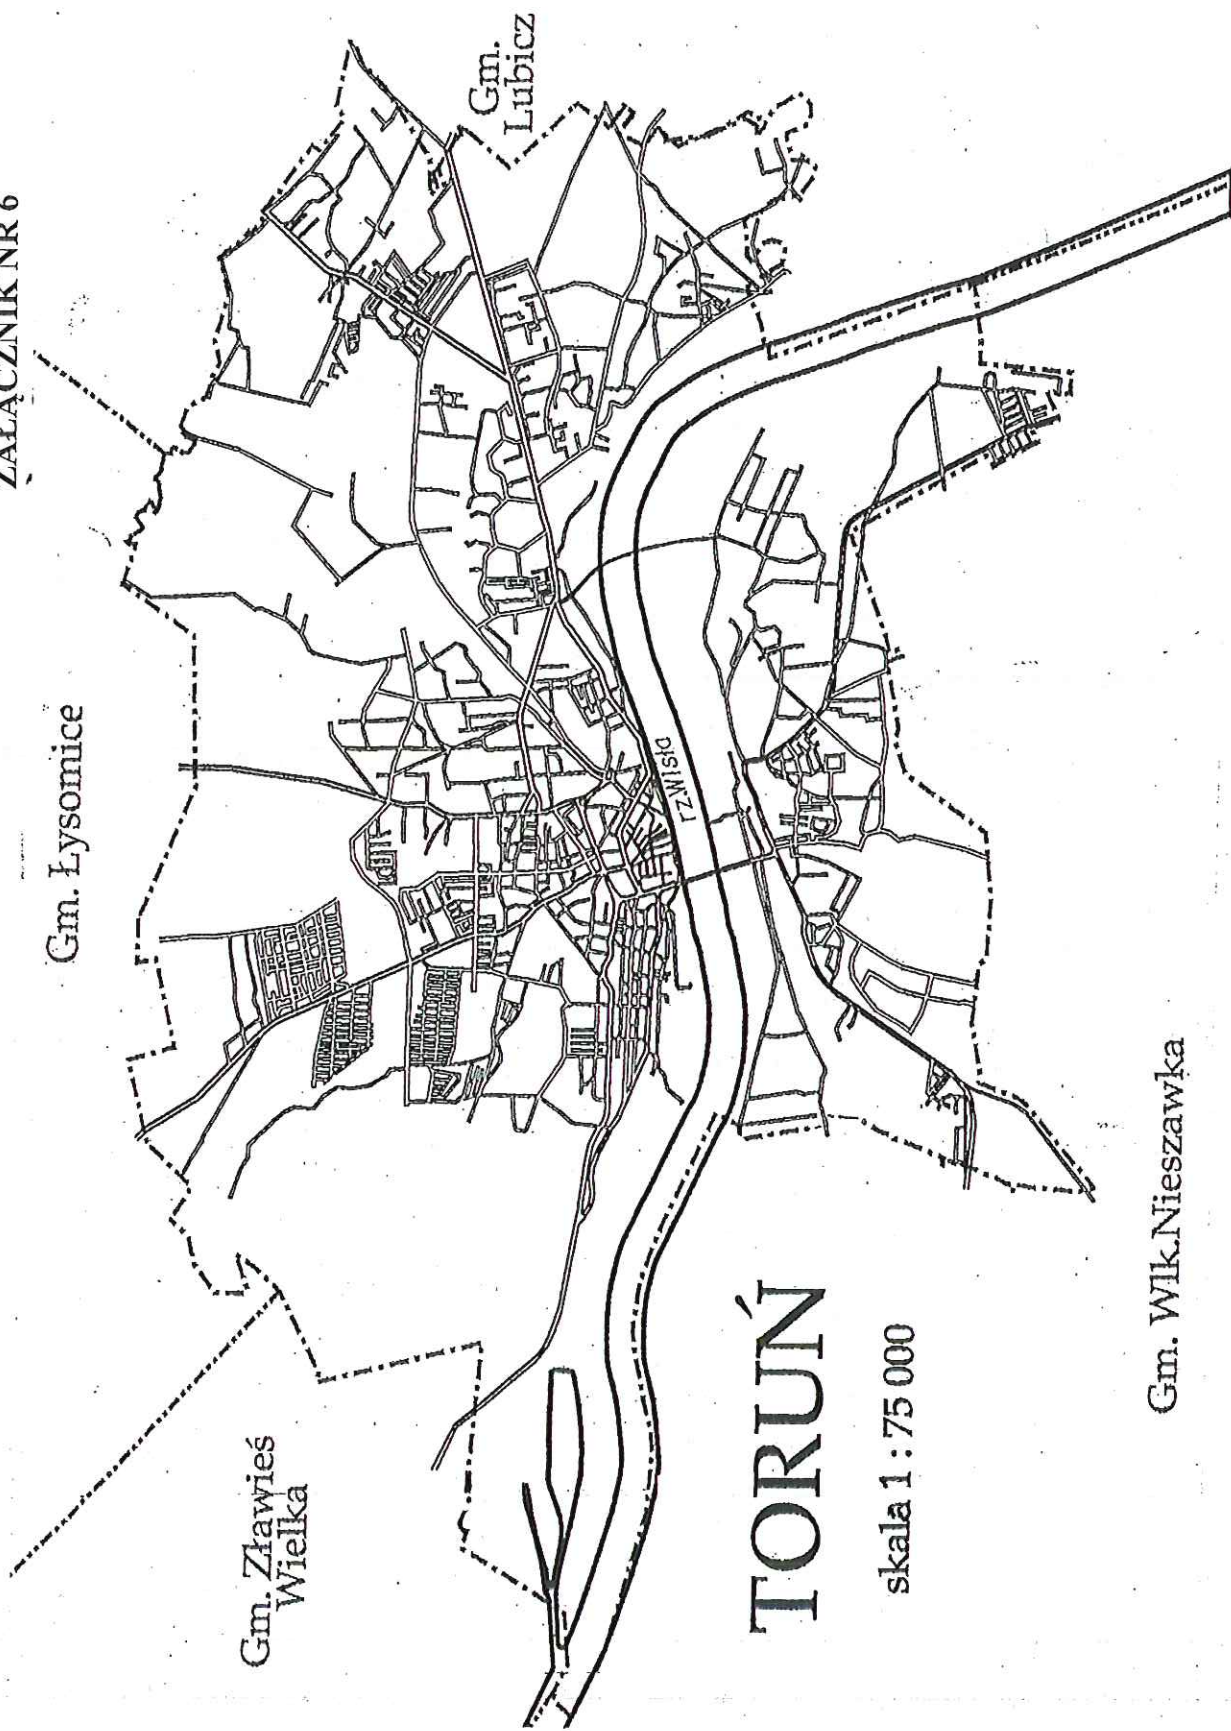 ZAŁĄCZNIK NR 6
Gm. Łysomice
Gm.
Lubicz
Gm. Zławieś
Wielka
rz.Wisła
TORUŃ
skala 1 : 75 000
Gm. Wlk.Nieszawka